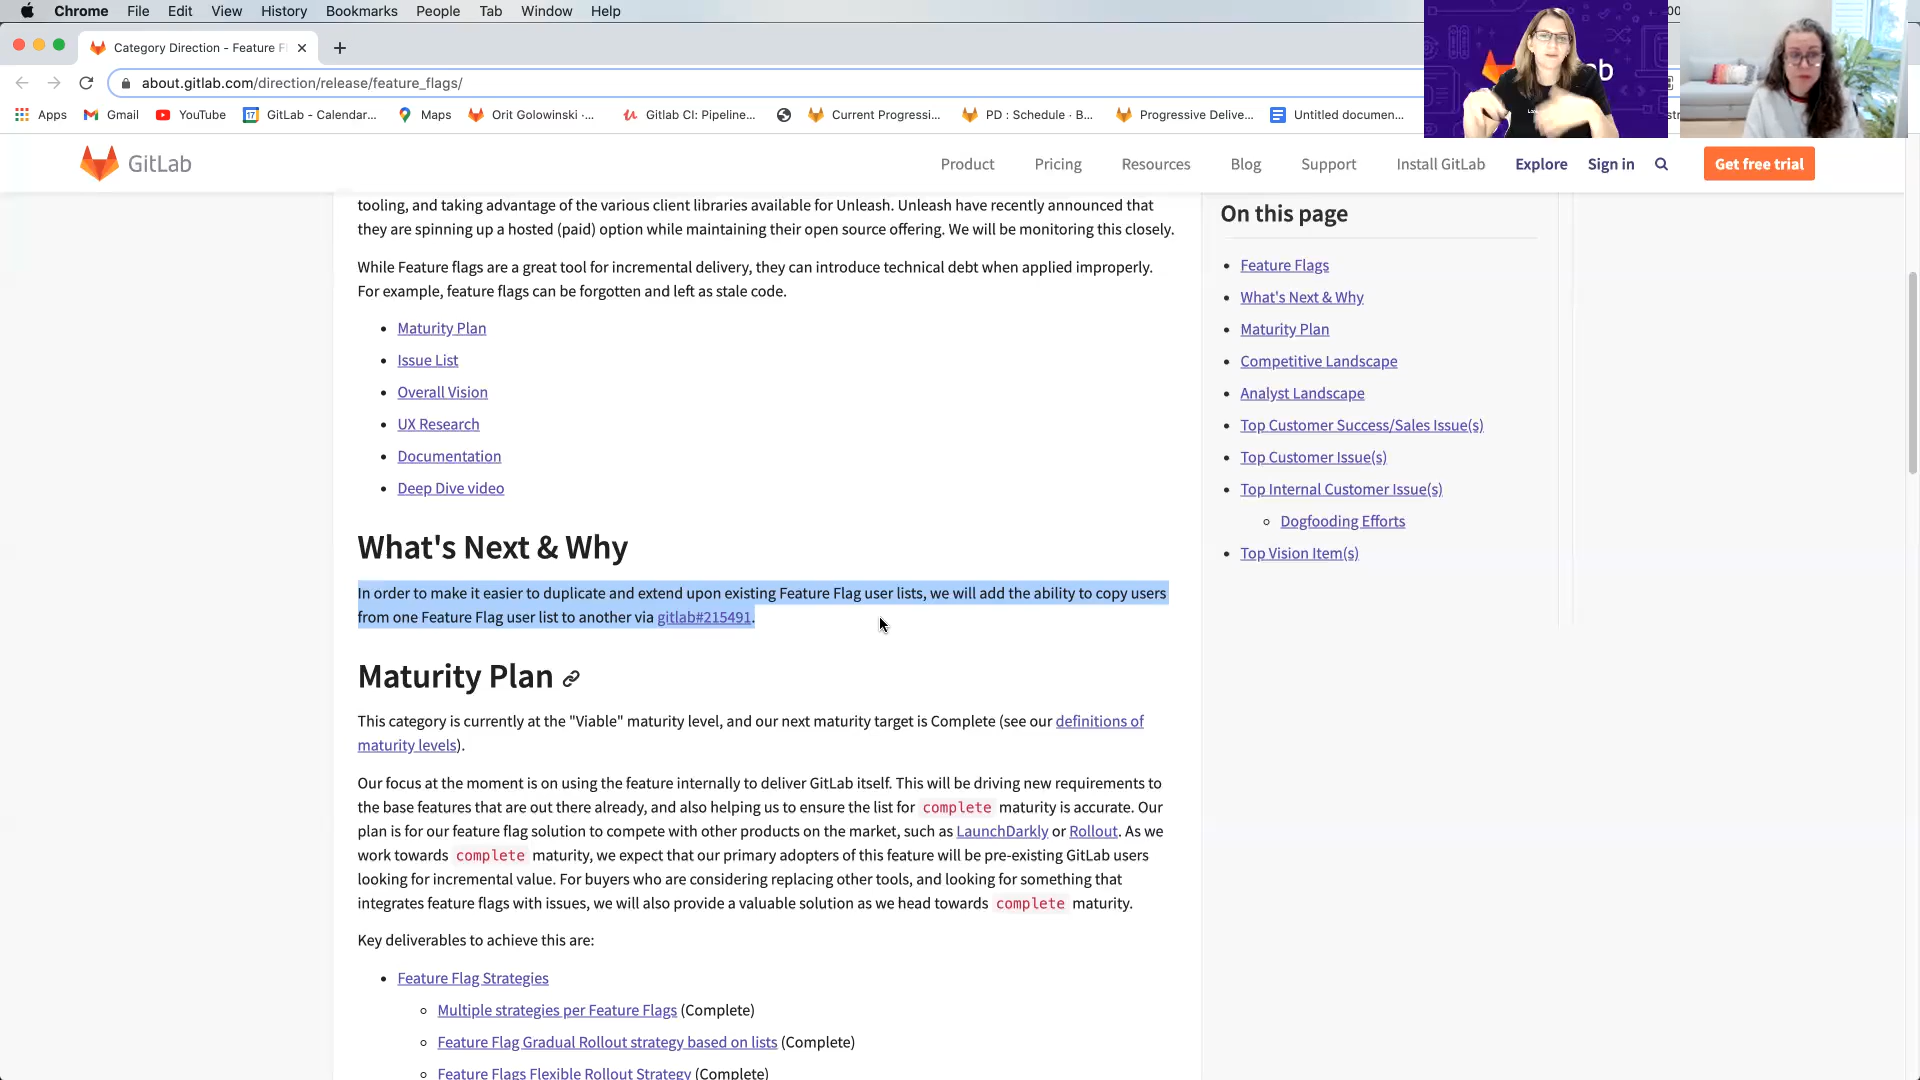 Chrome File Edit View History Bookmarks People Tab Window Help
Category Direction - Feature Fl
about.gitlab.com/direction/release/feature_flags/
Apps Gmail YouTube GitLab - Calendar... Maps Orit Golowinski -... Gitlab CI: Pipeline... Current Progressi... PD : Schedule · B... Progressive Delive... Untitled documen...
GitLab Product Pricing Resources Blog Support Install GitLab Explore Sign in Get free trial
tooling, and taking advantage of the various client libraries available for Unleash. Unleash have recently announced that
they are spinning up a hosted (paid) option while maintaining their open source offering. We will be monitoring this closely.
While Feature flags are a great tool for incremental delivery, they can introduce technical debt when applied improperly.
For example, feature flags can be forgotten and left as stale code.
Maturity Plan
Issue List
Overall Vision
UX Research
Documentation
Deep Dive video
What's Next & Why
In order to make it easier to duplicate and extend upon existing Feature Flag user lists, we will add the ability to copy users
from one Feature Flag user list to another via gitlab#215491.
Maturity Plan
This category is currently at the "Viable" maturity level, and our next maturity target is Complete (see our definitions of
maturity levels).
Our focus at the moment is on using the feature internally to deliver GitLab itself. This will be driving new requirements to
the base features that are out there already, and also helping us to ensure the list for complete maturity is accurate. Our
plan is for our feature flag solution to compete with other products on the market, such as LaunchDarkly or Rollout. As we
work towards complete maturity, we expect that our primary adopters of this feature will be pre-existing GitLab users
looking for incremental value. For buyers who are considering replacing other tools, and looking for something that
integrates feature flags with issues, we will also provide a valuable solution as we head towards complete maturity.
Key deliverables to achieve this are:
Feature Flag Strategies
Multiple strategies per Feature Flags (Complete)
Feature Flag Gradual Rollout strategy based on lists (Complete)
Feature Flags Flexible Rollout Strategy (Complete)
On this page
Feature Flags
What's Next & Why
Maturity Plan
Competitive Landscape
Analyst Landscape
Top Customer Success/Sales Issue(s)
Top Customer Issue(s)
Top Internal Customer Issue(s)
Dogfooding Efforts
Top Vision Item(s)